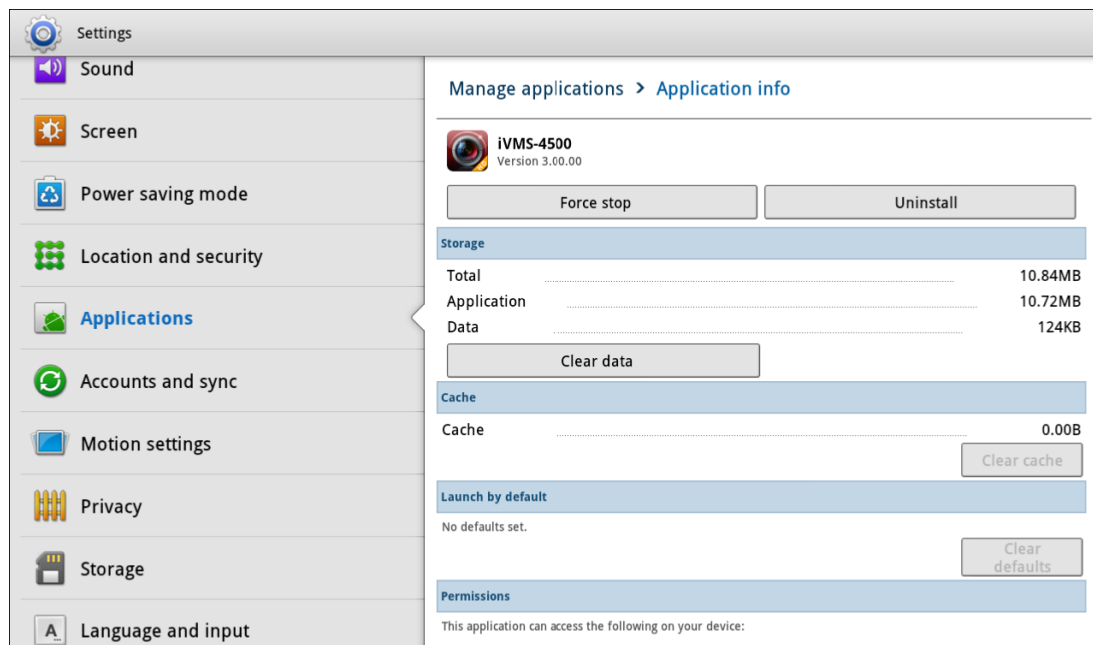 Settings
Sound
Screen
Power saving mode
Location and security
Applications
Accounts and sync
Motion settings
Privacy
Storage
A
Language and input
Manage applications > Application info
iVMS-4500
Version 3.00.00
Force stop
Uninstall
Storage
Total 10.84MB
Application 10.72MB
Data 124KB
Clear data
Cache
Cache 0.00B
Clear cache
Launch by default
No defaults set.
Clear
defaults
Permissions
This application can access the following on your device: